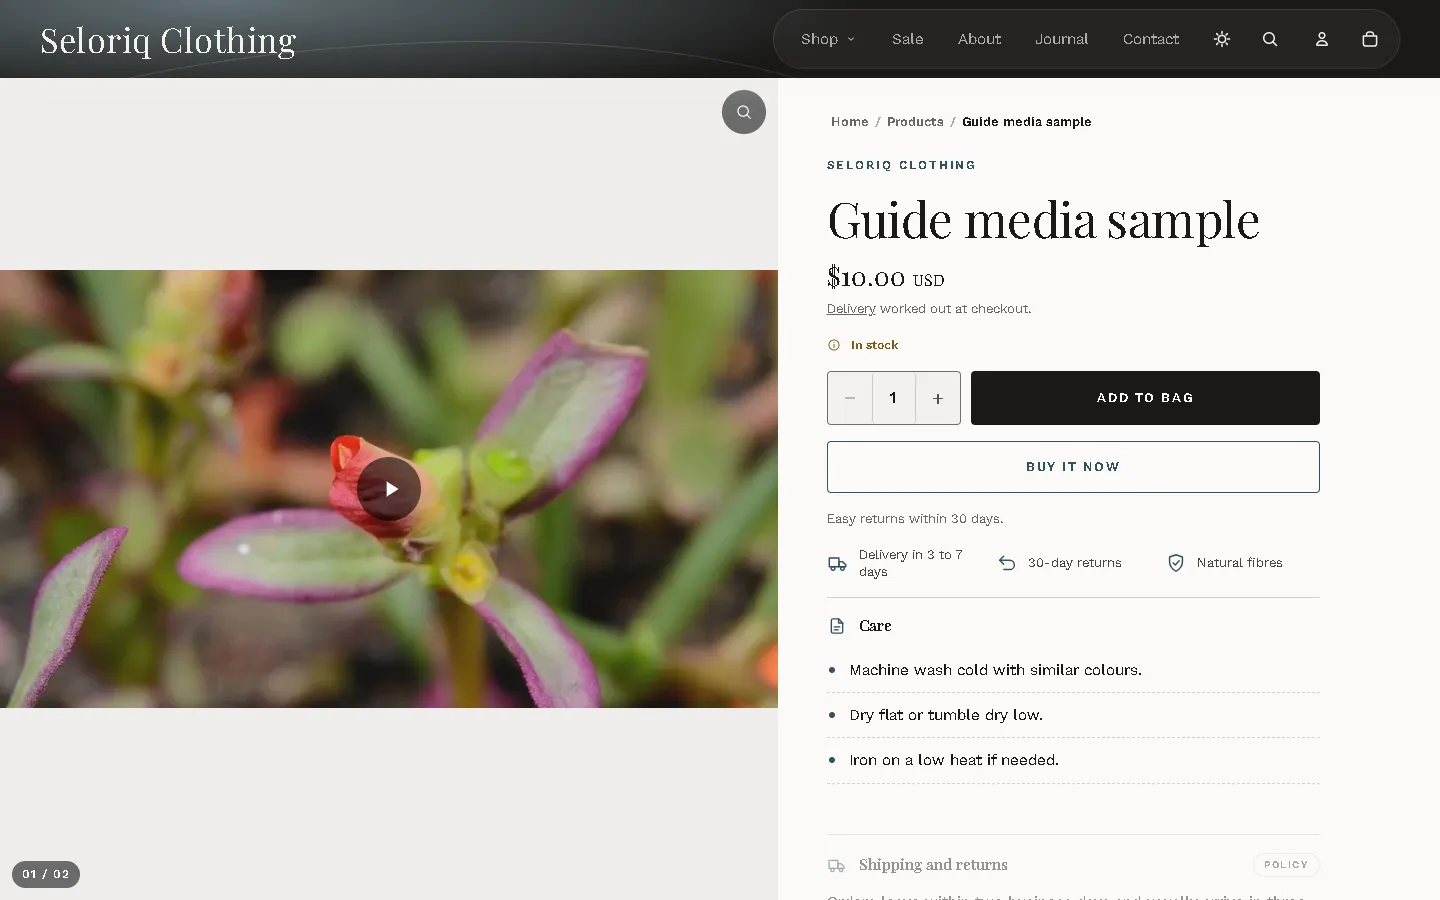 Seloriq Clothing
Shop
Sale
About
Journal
Contact
Home / Products / Guide media sample
SELORIQ CLOTHING
Guide media sample
$10.00 USD
Delivery worked out at checkout.
In stock
− 1 +
ADD TO BAG
BUY IT NOW
Easy returns within 30 days.
Delivery in 3 to 7
days
30-day returns
Natural fibres
Care
Machine wash cold with similar colours.
Dry flat or tumble dry low.
Iron on a low heat if needed.
Shipping and returns
POLICY
01 / 02